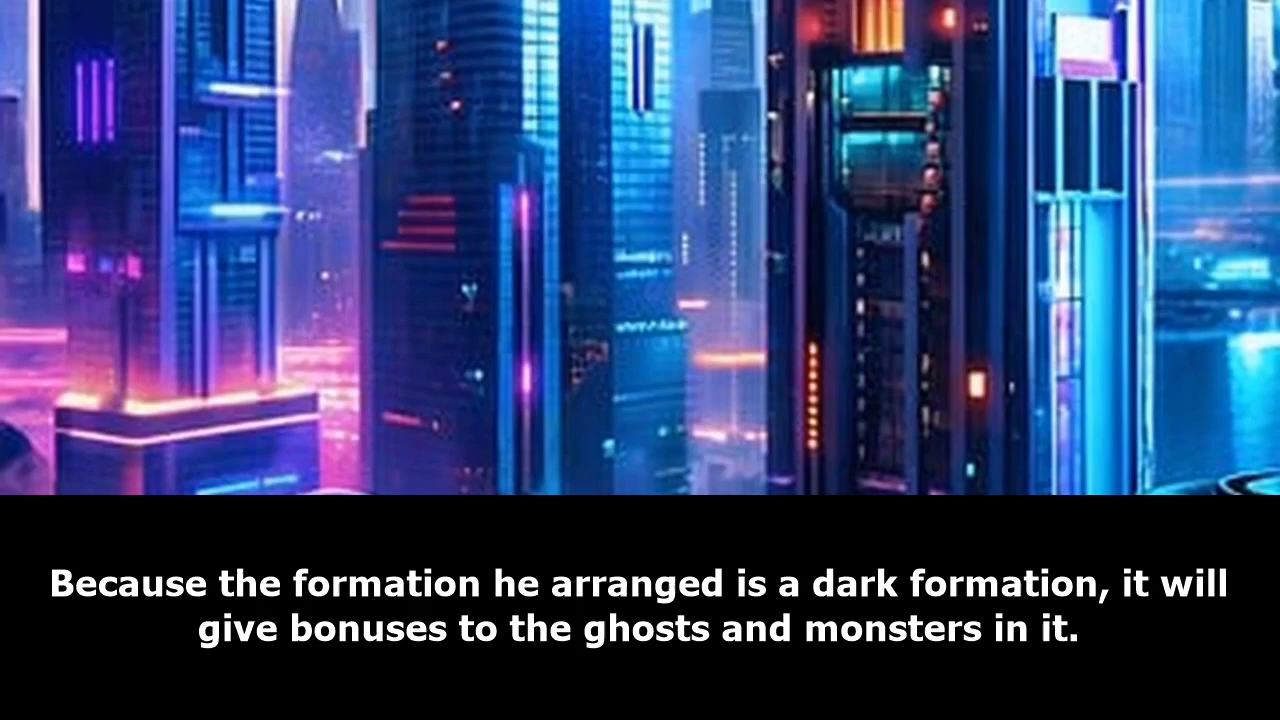 Because the formation he arranged is a dark formation, it will
give bonuses to the ghosts and monsters in it.